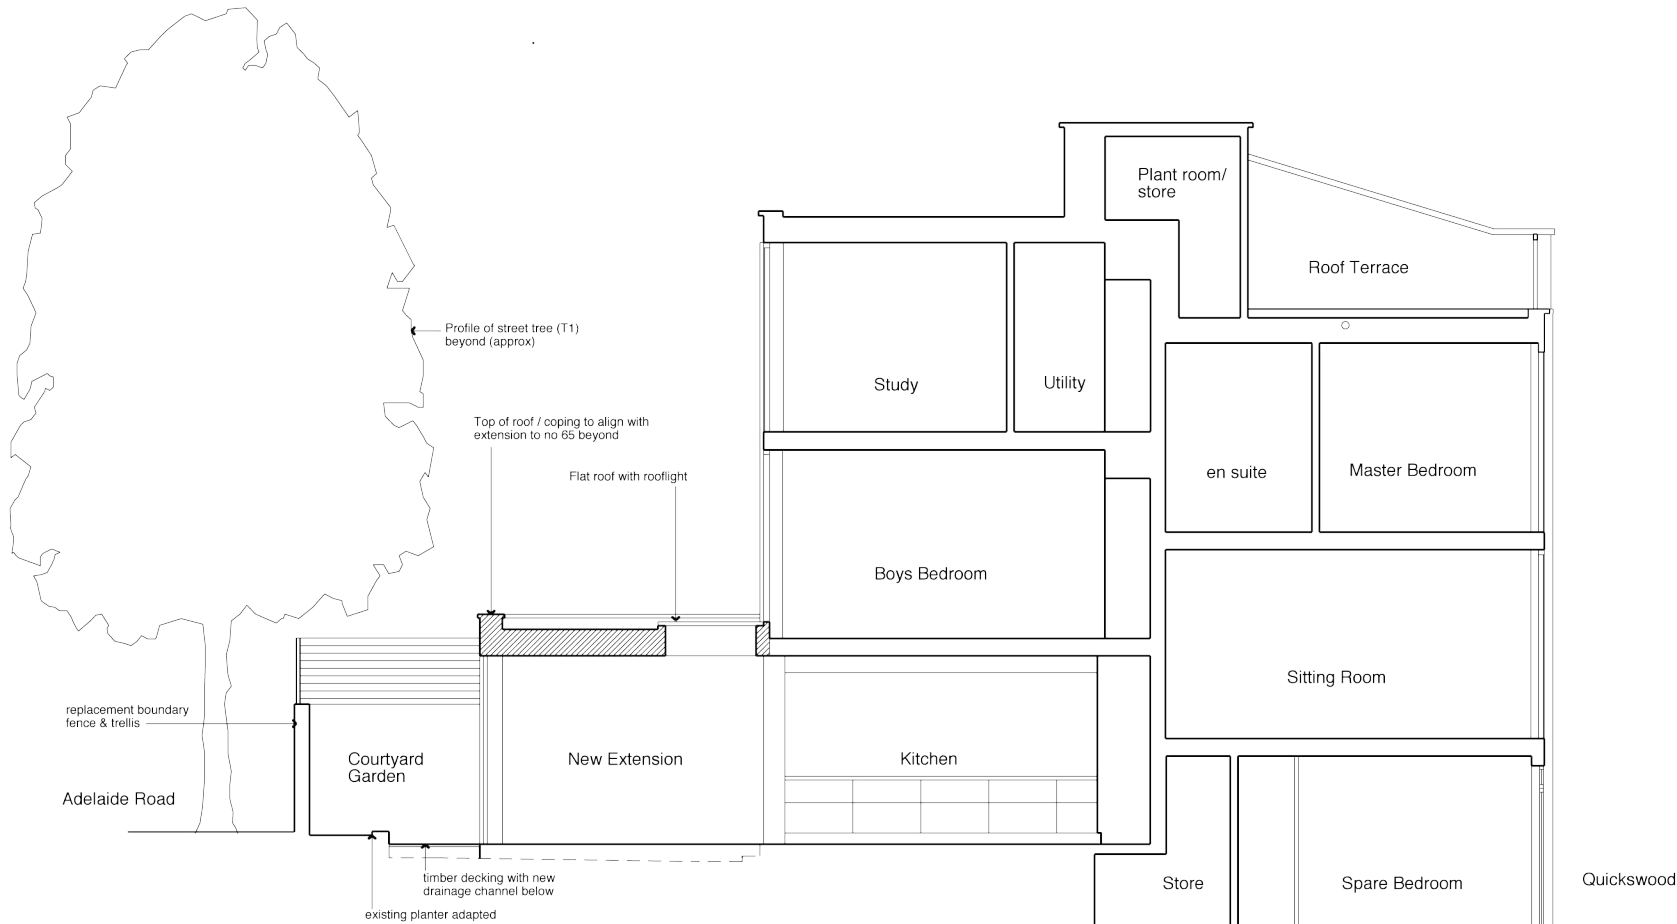 Plant room/
store
Roof Terrace
Profile of street tree (T1)
beyond (approx)
Study
Utility
Top of roof / coping to align with
extension to no 65 beyond
Flat roof with rooflight
en suite
Master Bedroom
Boys Bedroom
Sitting Room
replacement boundary
fence & trellis
Courtyard
Garden
New Extension
Kitchen
Adelaide Road
timber decking with new
drainage channel below
existing planter adapted
Store
Spare Bedroom
Quickswood